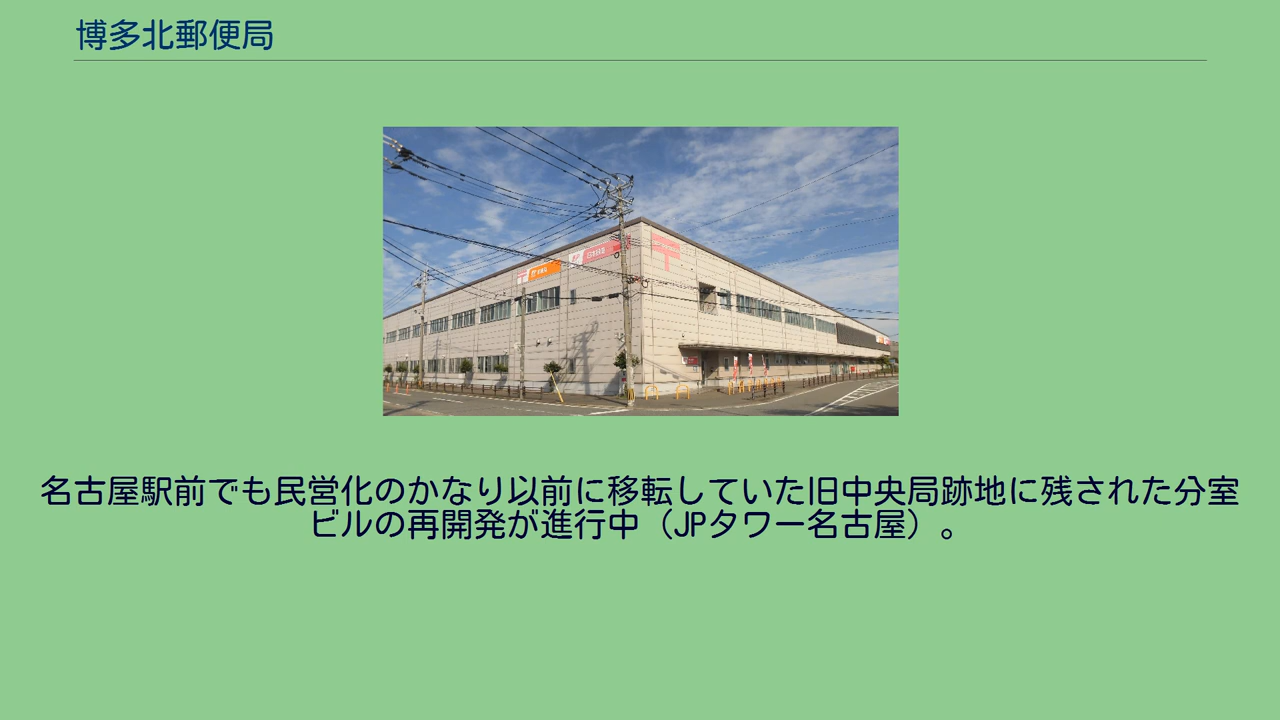 博多北郵便局
名古屋駅前でも民営化のかなり以前に移転していた旧中央局跡地に残された分室
ビルの再開発が進行中（JPタワー名古屋）。